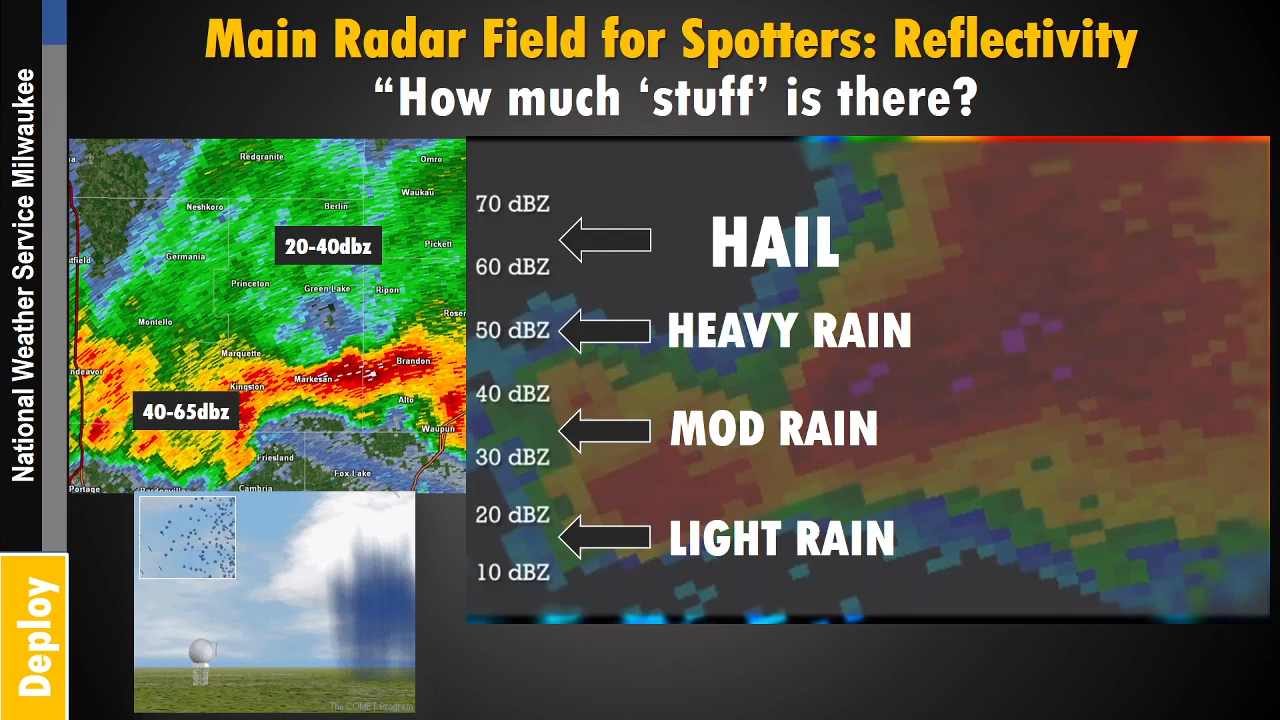 Main Radar Field for Spotters: Reflectivity
“How much ‘stuff’ is there?
National Weather Service Milwaukee
Deploy
Redgranite
Omro
Waukau
Neshkoro
Berlin
20-40dbz
Pickett
Germania
Princeton
Green Lake
Ripon
Montello
Marquette
Brandon
Markesan
Kingston
Alto
40-65dbz
Waupun
Friesland
Fox Lake
Portage
Cambria
The COMET Program
70 dBZ
HAIL
60 dBZ
50 dBZ
HEAVY RAIN
40 dBZ
MOD RAIN
30 dBZ
20 dBZ
LIGHT RAIN
10 dBZ